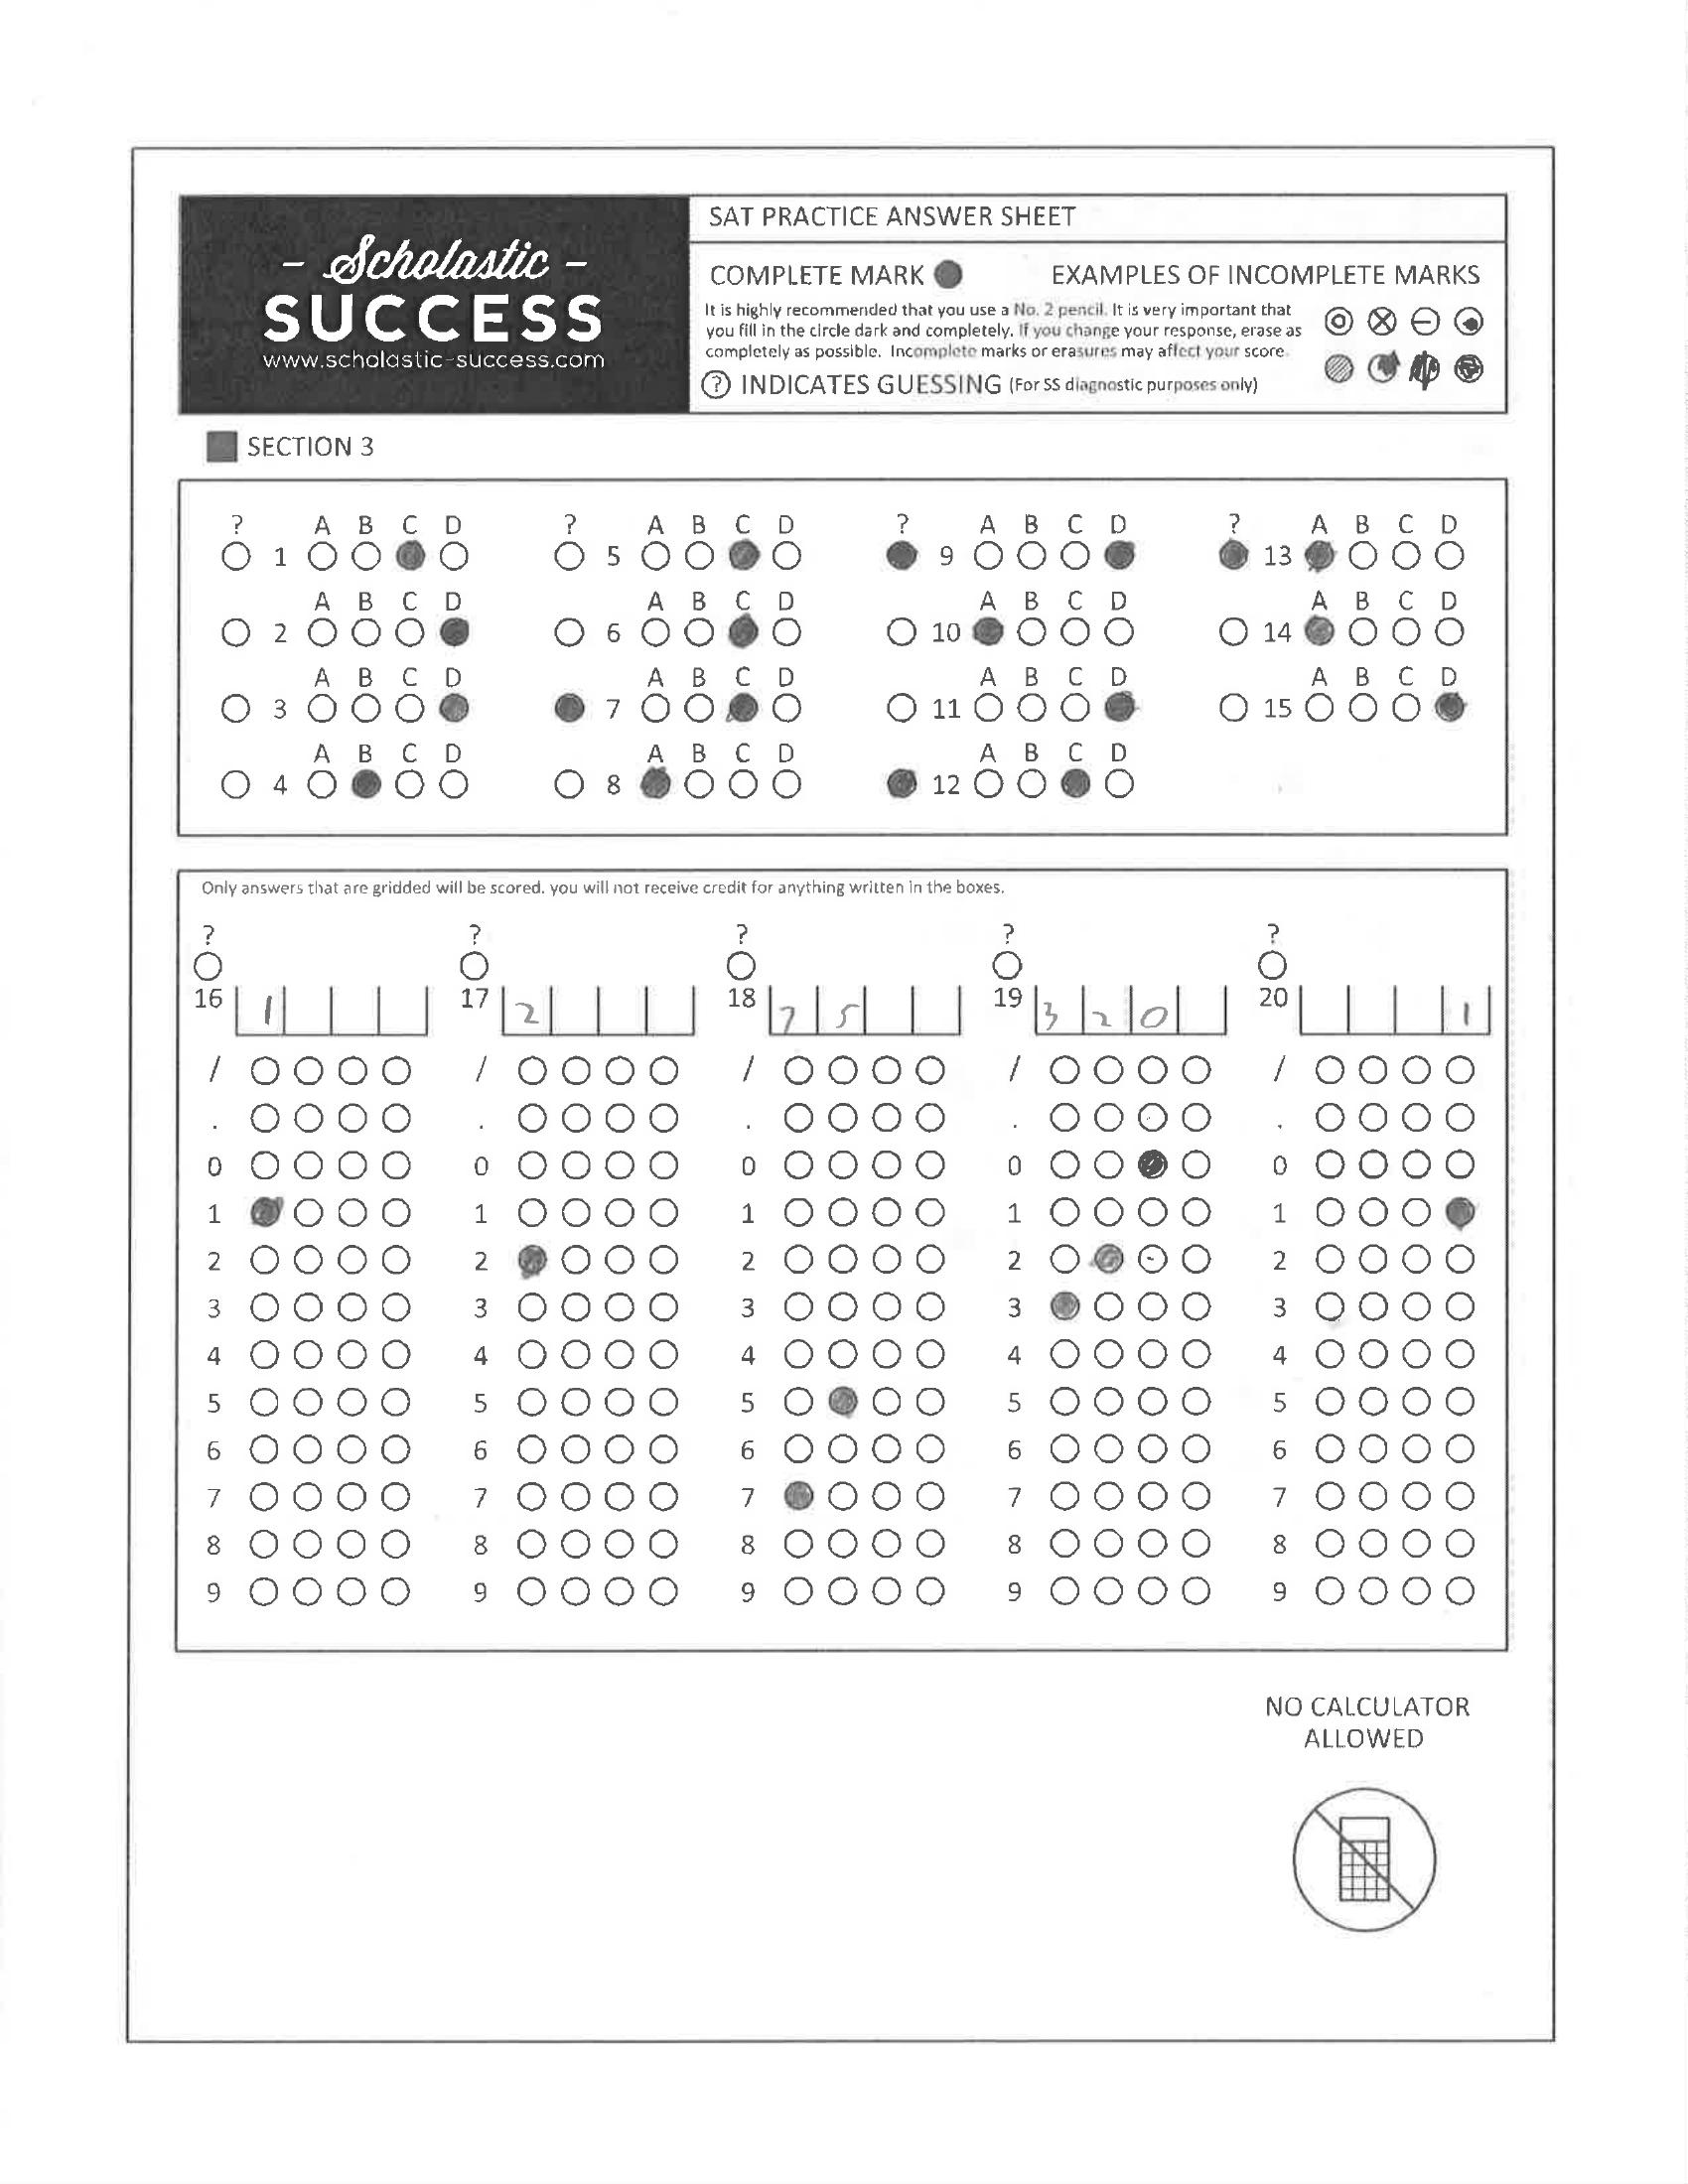 - Scholastic -
SUCCESS
www.scholastic-success.com
SAT PRACTICE ANSWER SHEET
COMPLETE MARK EXAMPLES OF INCOMPLETE MARKS
It is highly recommended that you use a No. 2 pencil. It is very important that
you fill in the circle dark and completely. If you change your response, erase as
completely as possible. Incomplete marks or erasures may affect your score.
? INDICATES GUESSING (For SS diagnostic purposes only)
SECTION 3
? A B C D ? A B C D ? A B C D ? A B C D
1 5 9 13
A B C D A B C D A B C D A B C D
2 6 10 14
A B C D A B C D A B C D A B C D
3 7 11 15
A B C D A B C D A B C D
4 8 12
Only answers that are gridded will be scored. you will not receive credit for anything written in the boxes.
? ? ? ? ?
16 1 17 2 18 7 5 19 3 2 0 20 1
/ / / / /
. . . . .
0 0 0 0 0
1 1 1 1 1
2 2 2 2 2
3 3 3 3 3
4 4 4 4 4
5 5 5 5 5
6 6 6 6 6
7 7 7 7 7
8 8 8 8 8
9 9 9 9 9
NO CALCULATOR
ALLOWED